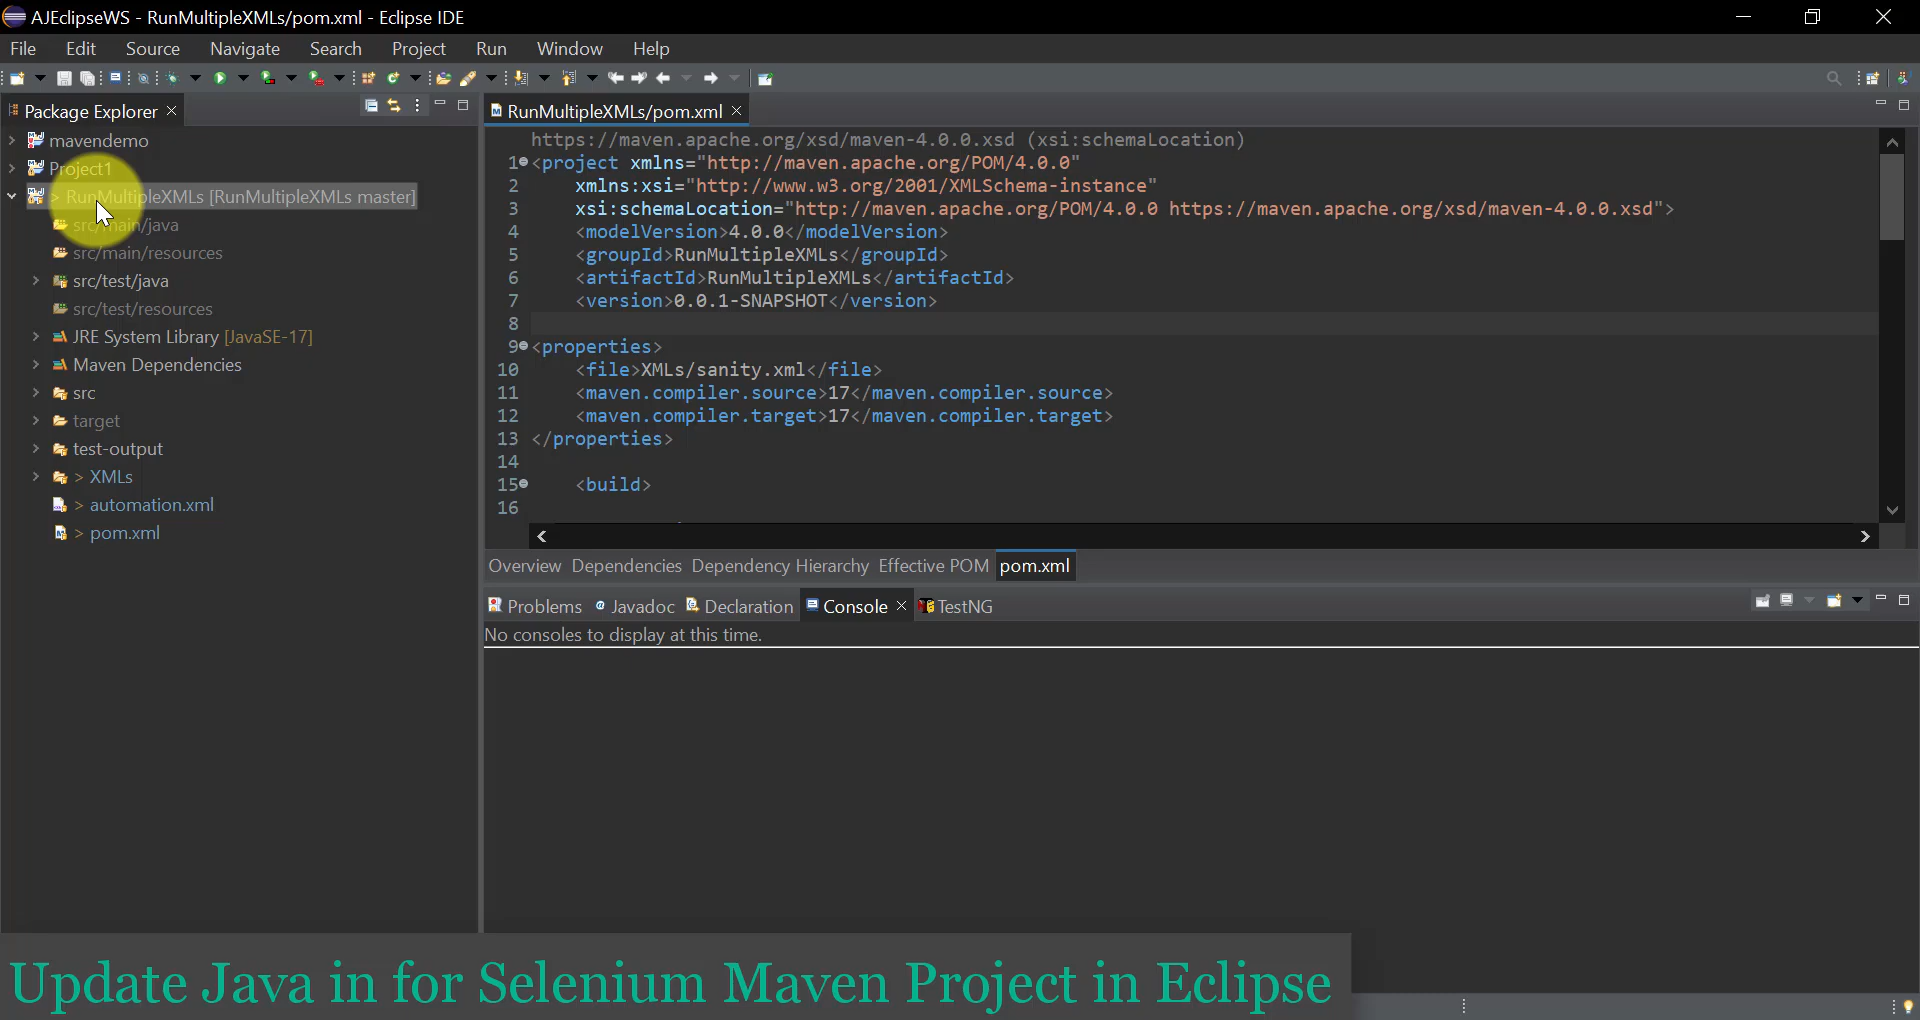 AJEclipseWS - RunMultipleXMLs/pom.xml - Eclipse IDE
File Edit Source Navigate Search Project Run Window Help
Package Explorer
mavendemo
Project1
> RunMultipleXMLs [RunMultipleXMLs master]
src/main/java
src/main/resources
src/test/java
src/test/resources
JRE System Library [JavaSE-17]
Maven Dependencies
src
target
test-output
> XMLs
> automation.xml
> pom.xml
RunMultipleXMLs/pom.xml
https://maven.apache.org/xsd/maven-4.0.0.xsd (xsi:schemaLocation)
1 <project xmlns="http://maven.apache.org/POM/4.0.0"
2 xmlns:xsi="http://www.w3.org/2001/XMLSchema-instance"
3 xsi:schemaLocation="http://maven.apache.org/POM/4.0.0 https://maven.apache.org/xsd/maven-4.0.0.xsd">
4 <modelVersion>4.0.0</modelVersion>
5 <groupId>RunMultipleXMLs</groupId>
6 <artifactId>RunMultipleXMLs</artifactId>
7 <version>0.0.1-SNAPSHOT</version>
8
9 <properties>
10 <file>XMLs/sanity.xml</file>
11 <maven.compiler.source>17</maven.compiler.source>
12 <maven.compiler.target>17</maven.compiler.target>
13 </properties>
14
15 <build>
16
Overview Dependencies Dependency Hierarchy Effective POM pom.xml
Problems Javadoc Declaration Console TestNG
No consoles to display at this time.
Update Java in for Selenium Maven Project in Eclipse